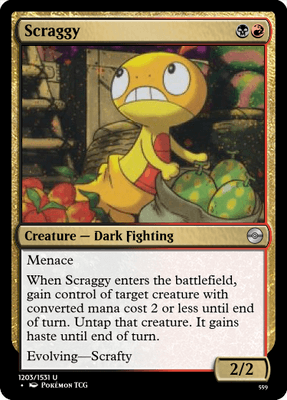 Scraggy
Creature — Dark Fighting
Menace
When Scraggy enters the battlefield,
gain control of target creature with
converted mana cost 2 or less until end
of turn. Untap that creature. It gains
haste until end of turn.
Evolving—Scrafty
2/2
1203/1531 U
• Pokémon TCG
559